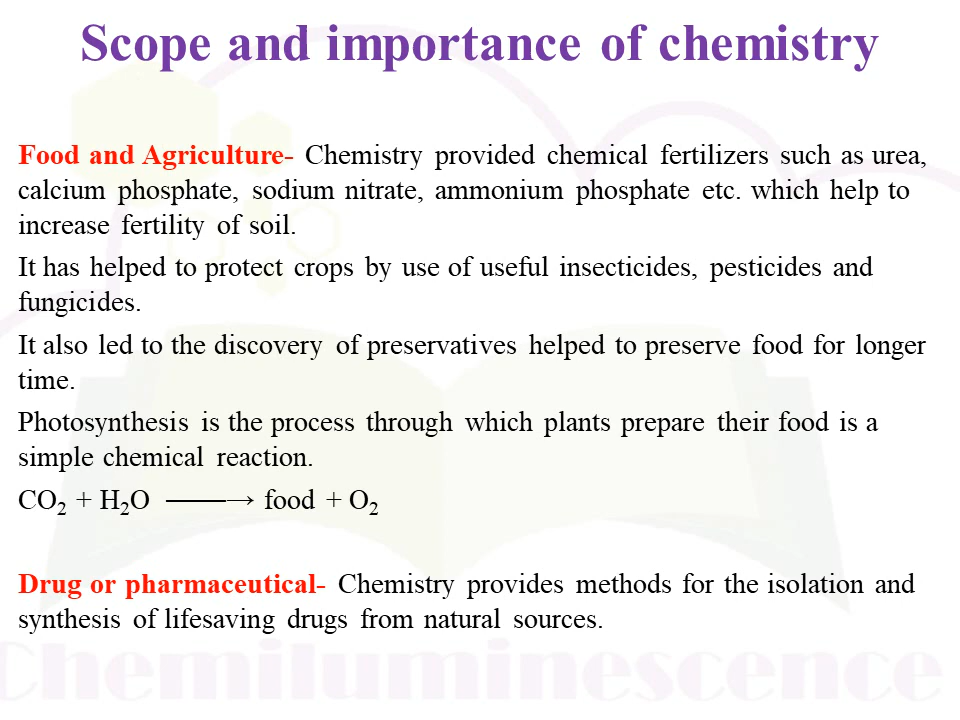 Scope and importance of chemistry
Food and Agriculture- Chemistry provided chemical fertilizers such as urea,
calcium phosphate, sodium nitrate, ammonium phosphate etc. which help to
increase fertility of soil.
It has helped to protect crops by use of useful insecticides, pesticides and
fungicides.
It also led to the discovery of preservatives helped to preserve food for longer
time.
Photosynthesis is the process through which plants prepare their food is a
simple chemical reaction.
CO₂ + H₂O ───→ food + O₂
Drug or pharmaceutical- Chemistry provides methods for the isolation and
synthesis of lifesaving drugs from natural sources.
Chemiluminescence